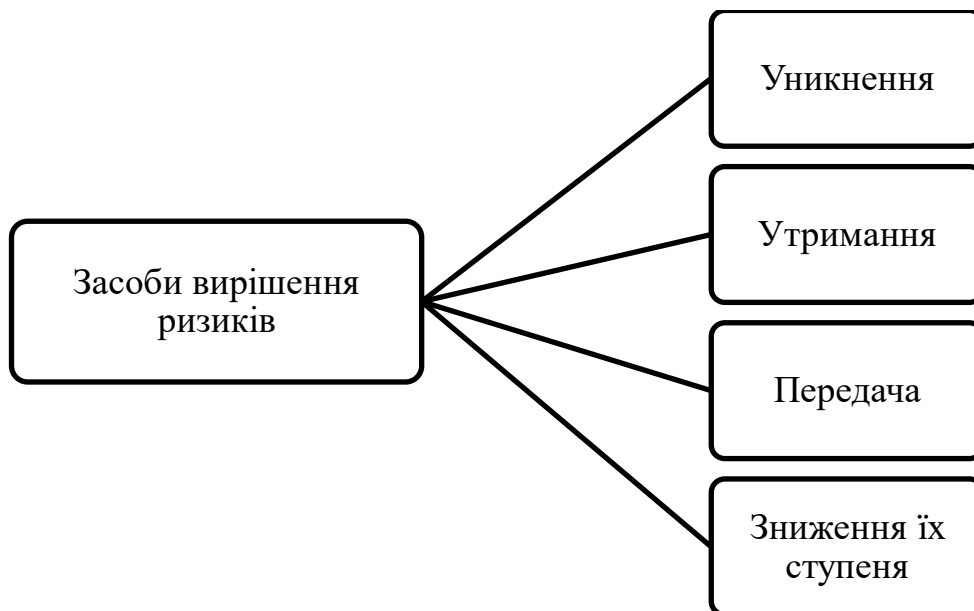 Засоби вирішення
ризиків
Уникнення
Утримання
Передача
Зниження їх
ступеня